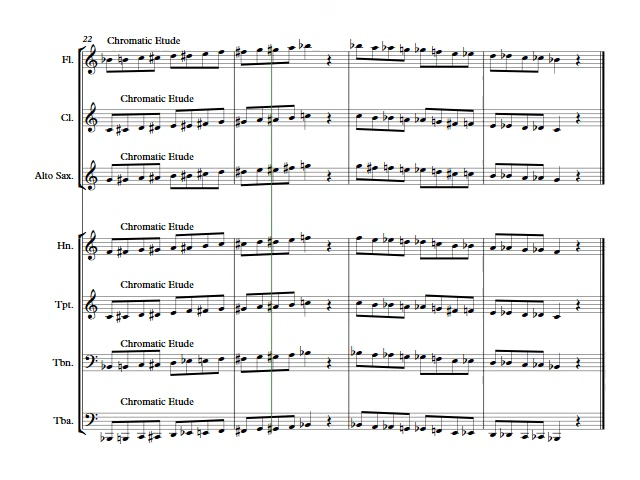 22 Chromatic Etude
Fl.
Chromatic Etude
Cl.
Chromatic Etude
Alto Sax.
Chromatic Etude
Hn.
Chromatic Etude
Tpt.
Chromatic Etude
Tbn.
Chromatic Etude
Tba.